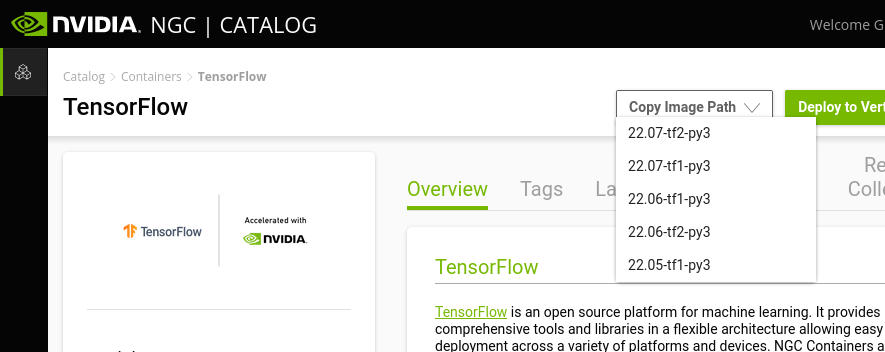 NVIDIA. NGC | CATALOG
Welcome G
Catalog > Containers > TensorFlow
TensorFlow
Copy Image Path
Deploy to Vert
22.07-tf2-py3
22.07-tf1-py3
22.06-tf1-py3
22.06-tf2-py3
22.05-tf1-py3
Overview Tags La
Re
Colle
TensorFlow
Accelerated with
NVIDIA.
TensorFlow
TensorFlow is an open source platform for machine learning. It provides
comprehensive tools and libraries in a flexible architecture allowing easy
deployment across a variety of platforms and devices. NGC Containers a